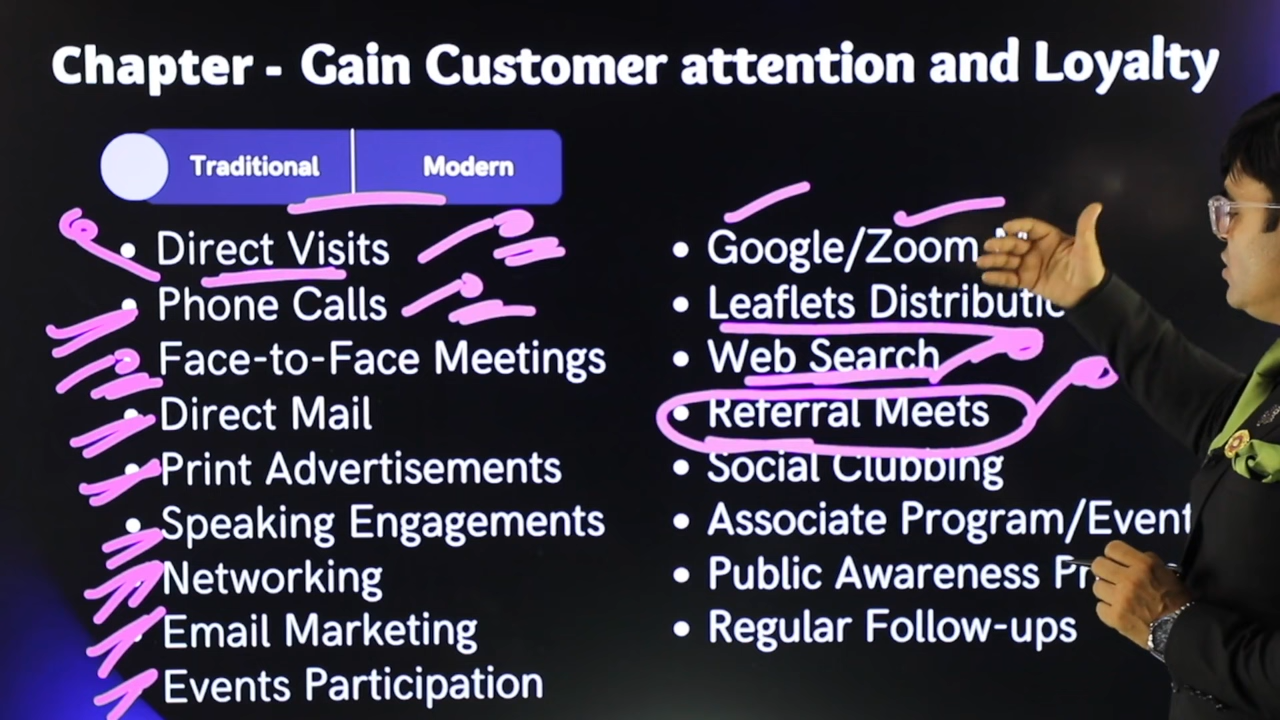 Chapter - Gain Customer attention and Loyalty
Traditional
Modern
• Direct Visits
• Phone Calls
• Face-to-Face Meetings
• Direct Mail
• Print Advertisements
• Speaking Engagements
• Networking
• Email Marketing
• Events Participation
• Google/Zoom
• Leaflets
• Web Search
• Referral Meets
• Social Clubbing
• Associate Program/Event
• Public Awareness
• Regular Follow-ups